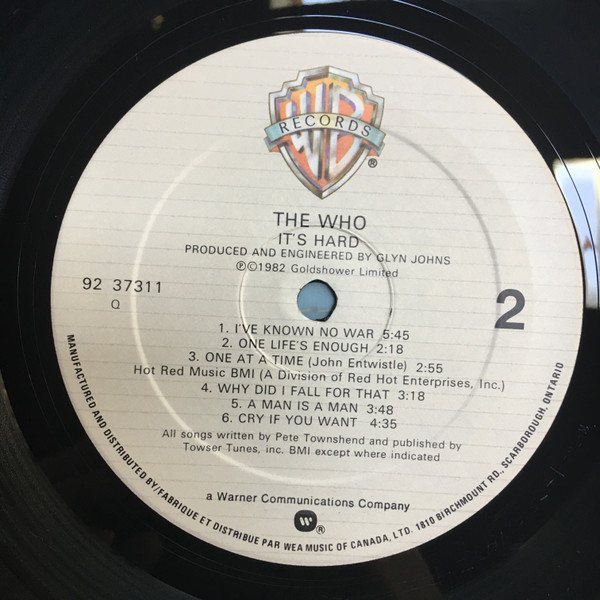 WB
RECORDS
®
THE WHO
IT'S HARD
PRODUCED AND ENGINEERED BY GLYN JOHNS
℗©1982 Goldshower Limited
92 37311
Q
2
1. I'VE KNOWN NO WAR 5:45
2. ONE LIFE'S ENOUGH 2:18
3. ONE AT A TIME (John Entwistle) 2:55
Hot Red Music BMI (A Division of Red Hot Enterprises, Inc.)
4. WHY DID I FALL FOR THAT 3:18
5. A MAN IS A MAN 3:48
6. CRY IF YOU WANT 4:35
All songs written by Pete Townshend and published by
Towser Tunes, inc. BMI except where indicated
a Warner Communications Company
W®
MANUFACTURED AND DISTRIBUTED BY/FABRIQUE ET DISTRIBUE PAR WEA MUSIC OF CANADA, LTD. 1810 BIRCHMOUNT RD., SCARBOROUGH, ONTARIO